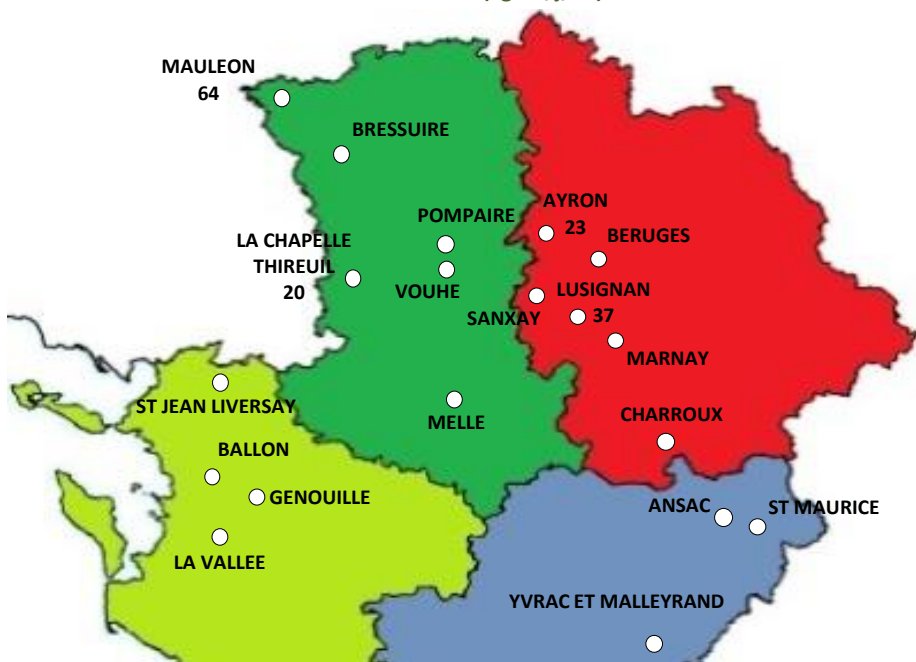 MAULEON
64
BRESSUIRE
AYRON
23
POMPAIRE
BERUGES
LA CHAPELLE
THIREUIL
20
VOUHE
LUSIGNAN
37
SANXAY
MARNAY
ST JEAN LIVERSAY
MELLE
CHARROUX
BALLON
GENOUILLE
ANSAC
ST MAURICE
LA VALLEE
YVRAC ET MALLEYRAND